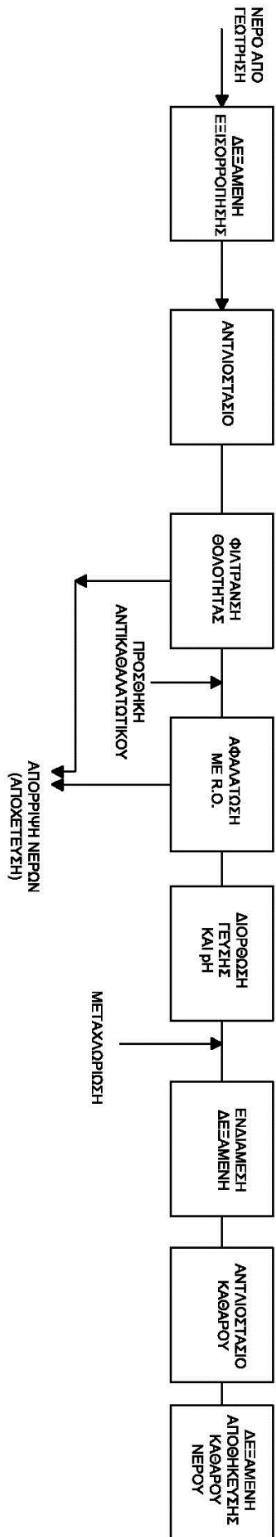 ΝΕΡΟ ΑΠΟ
ΓΕΩΤΡΗΣΗ
ΔΕΞΑΜΕΝΗ
ΕΞΙΣΟΡΡΟΠΗΣΗΣ
ΑΝΤΛΙΟΣΤΑΣΙΟ
ΦΙΛΤΡΑΝΣΗ
ΘΟΛΟΤΗΤΑΣ
ΠΡΟΣΘΗΚΗ
ΑΝΤΙΚΑΘΑΛΑΤΩΤΙΚΟΥ
ΑΦΑΛΑΤΩΣΗ
ΜΕ R.O.
ΑΠΟΡΡΙΨΗ ΝΕΡΩΝ
(ΑΠΟΧΕΤΕΥΣΗ)
ΔΙΟΡΘΩΣΗ
ΓΕΥΣΗΣ
ΚΑΙ pH
ΜΕΤΑΧΛΩΡΙΩΣΗ
ΕΝΔΙΑΜΕΣΗ
ΔΕΞΑΜΕΝΗ
ΑΝΤΛΙΟΣΤΑΣΙΟ
ΚΑΘΑΡΟΥ
ΔΕΞΑΜΕΝΗ
ΑΠΟΘΗΚΕΥΣΗΣ
ΚΑΘΑΡΟΥ
ΝΕΡΟΥ